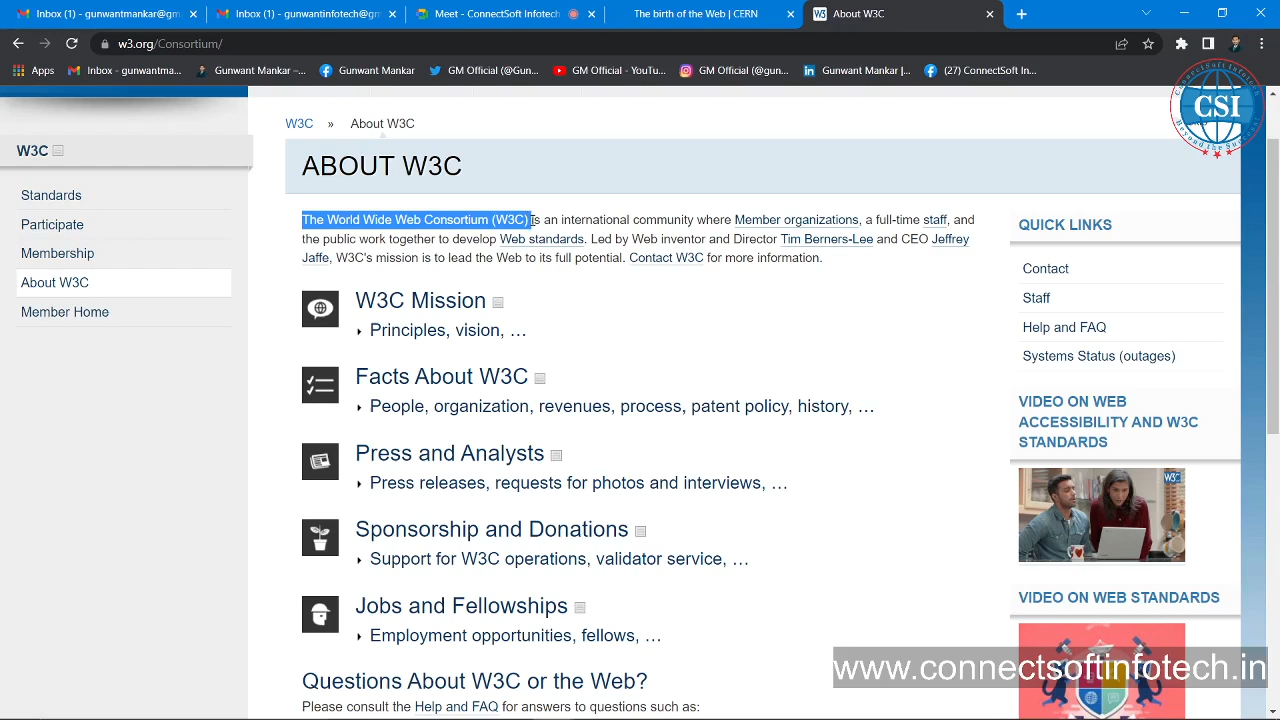 Inbox (1) - gunwantmankar@gm
Inbox (1) - gunwantinfotech@gm
Meet - ConnectSoft Infotech
The birth of the Web | CERN
W3 About W3C
w3.org/Consortium/
Apps
Inbox - gunwantma...
Gunwant Mankar –...
Gunwant Mankar
GM Official (@Gun...
GM Official - YouTu...
GM Official (@gun...
Gunwant Mankar |...
(27) ConnectSoft In...
ConnectSoft Infotech
CSI
Beyond the Success
W3C » About W3C
W3C
Standards
Participate
Membership
About W3C
Member Home
ABOUT W3C
The World Wide Web Consortium (W3C) is an international community where Member organizations, a full-time staff, and
the public work together to develop Web standards. Led by Web inventor and Director Tim Berners-Lee and CEO Jeffrey
Jaffe, W3C's mission is to lead the Web to its full potential. Contact W3C for more information.
W3C Mission
Principles, vision, …
Facts About W3C
People, organization, revenues, process, patent policy, history, …
Press and Analysts
Press releases, requests for photos and interviews, …
Sponsorship and Donations
Support for W3C operations, validator service, …
Jobs and Fellowships
Employment opportunities, fellows, …
Questions About W3C or the Web?
Please consult the Help and FAQ for answers to questions such as:
QUICK LINKS
Contact
Staff
Help and FAQ
Systems Status (outages)
VIDEO ON WEB
ACCESSIBILITY AND W3C
STANDARDS
W3C
VIDEO ON WEB STANDARDS
www.connectsoftinfotech.in